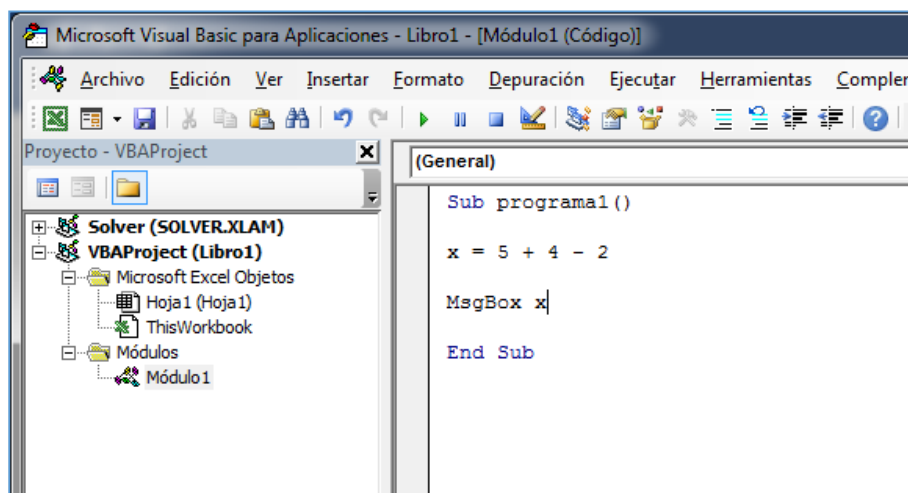 Microsoft Visual Basic para Aplicaciones - Libro1 - [Módulo1 (Código)]
Archivo Edición Ver Insertar Formato Depuración Ejecutar Herramientas Compler
Proyecto - VBAProject
Solver (SOLVER.XLAM)
VBAProject (Libro1)
Microsoft Excel Objetos
Hoja1 (Hoja1)
ThisWorkbook
Módulos
Módulo1
(General)
Sub programa1()
x = 5 + 4 - 2
MsgBox x
End Sub